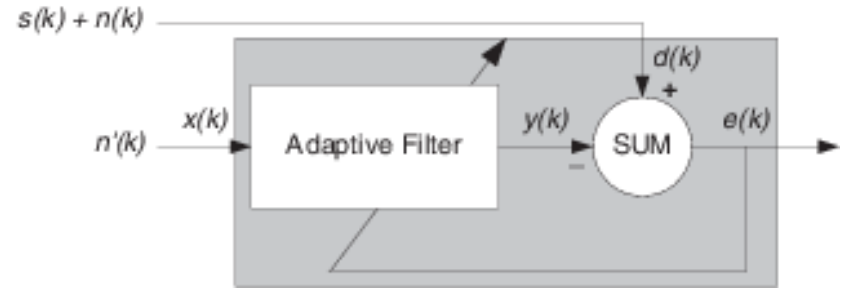 s(k) + n(k)
d(k)
+
x(k)
n'(k)
Adaptive Filter
y(k)
–
SUM
e(k)